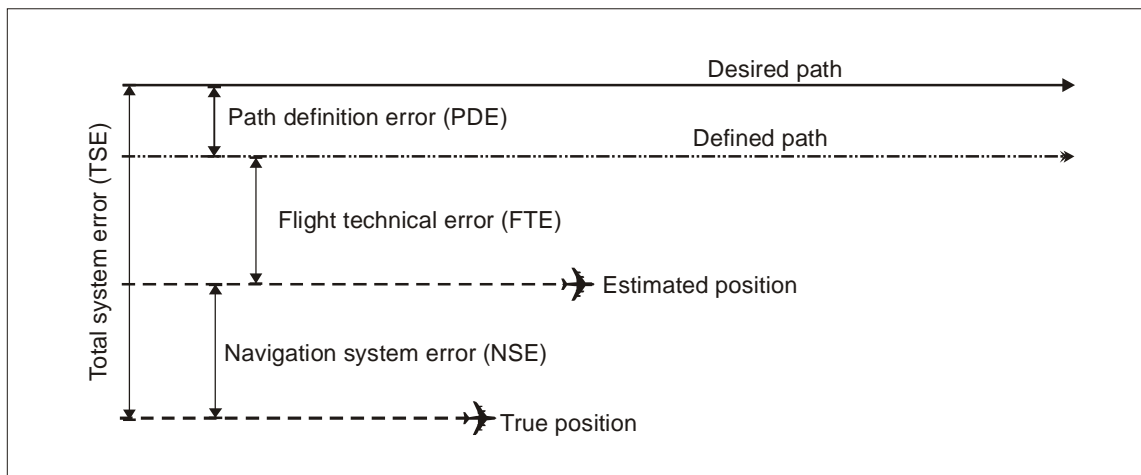 Desired path
Path definition error (PDE)
Defined path
Total system error (TSE)
Flight technical error (FTE)
Estimated position
Navigation system error (NSE)
True position